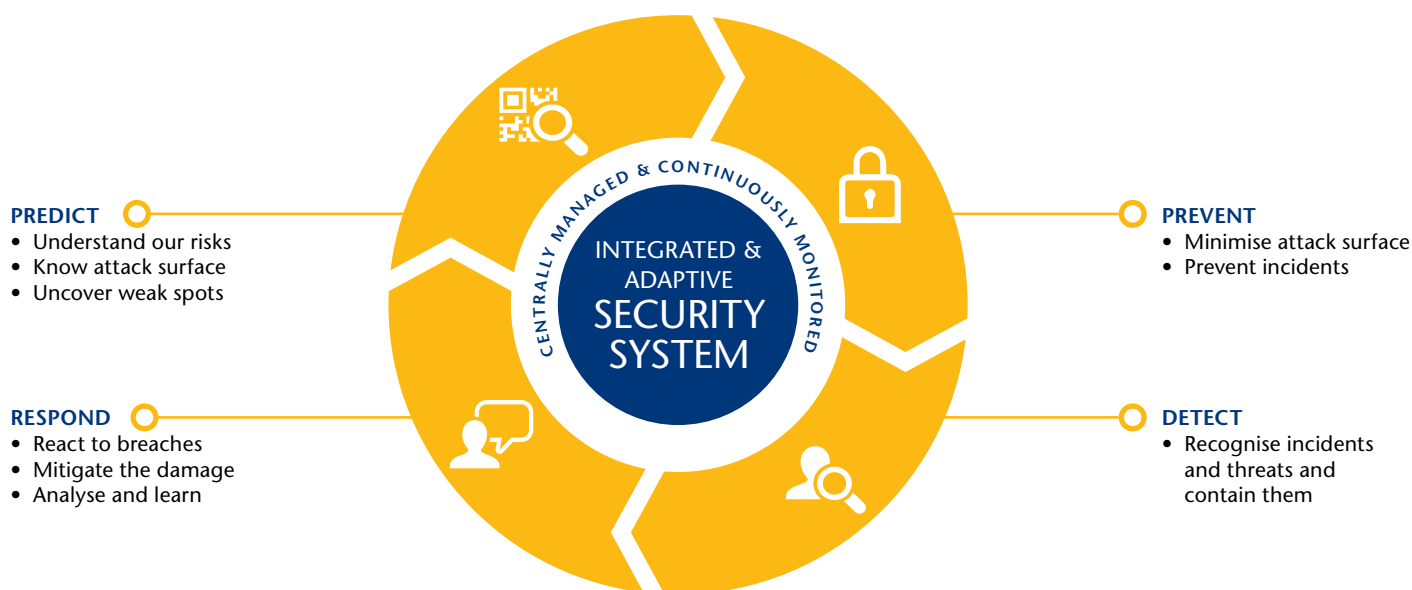 PREDICT
• Understand our risks
• Know attack surface
• Uncover weak spots
RESPOND
• React to breaches
• Mitigate the damage
• Analyse and learn
CENTRALLY MANAGED & CONTINUOUSLY MONITORED
INTEGRATED &
ADAPTIVE
SECURITY
SYSTEM
PREVENT
• Minimise attack surface
• Prevent incidents
DETECT
• Recognise incidents
and threats and
contain them